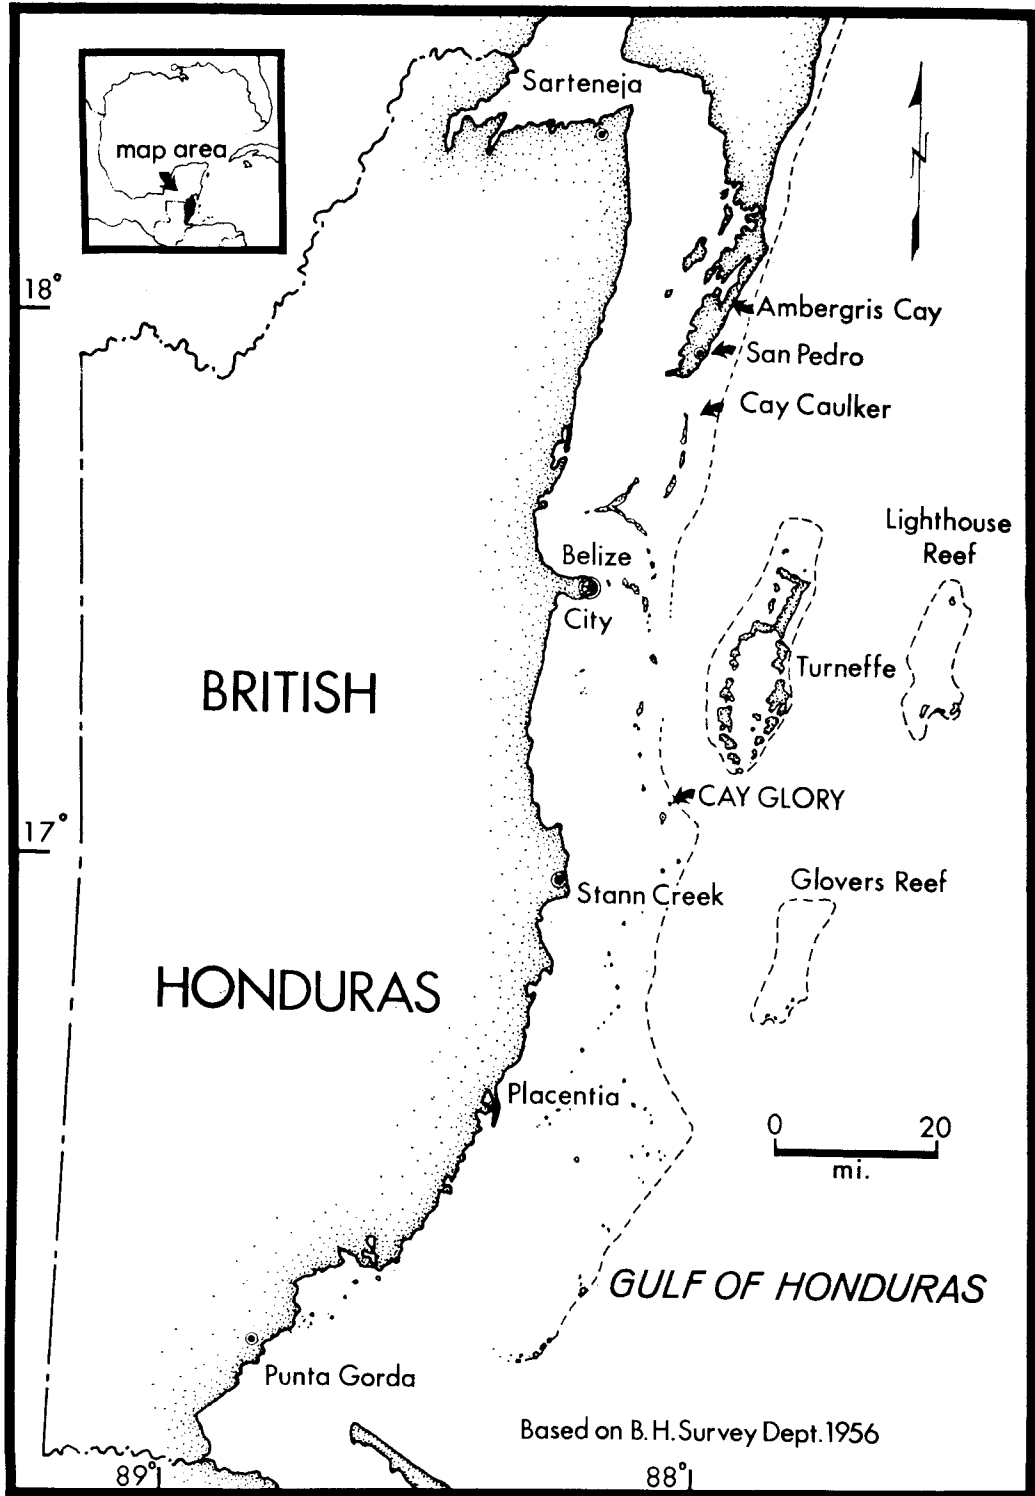 Sarteneja
map area
18°
Ambergris Cay
San Pedro
Cay Caulker
Lighthouse
Reef
Belize
City
BRITISH
Turneffe
CAY GLORY
17°
Glovers Reef
Stann Creek
HONDURAS
Placentia
0 20
mi.
GULF OF HONDURAS
Punta Gorda
Based on B.H. Survey Dept. 1956
89° 88°
N